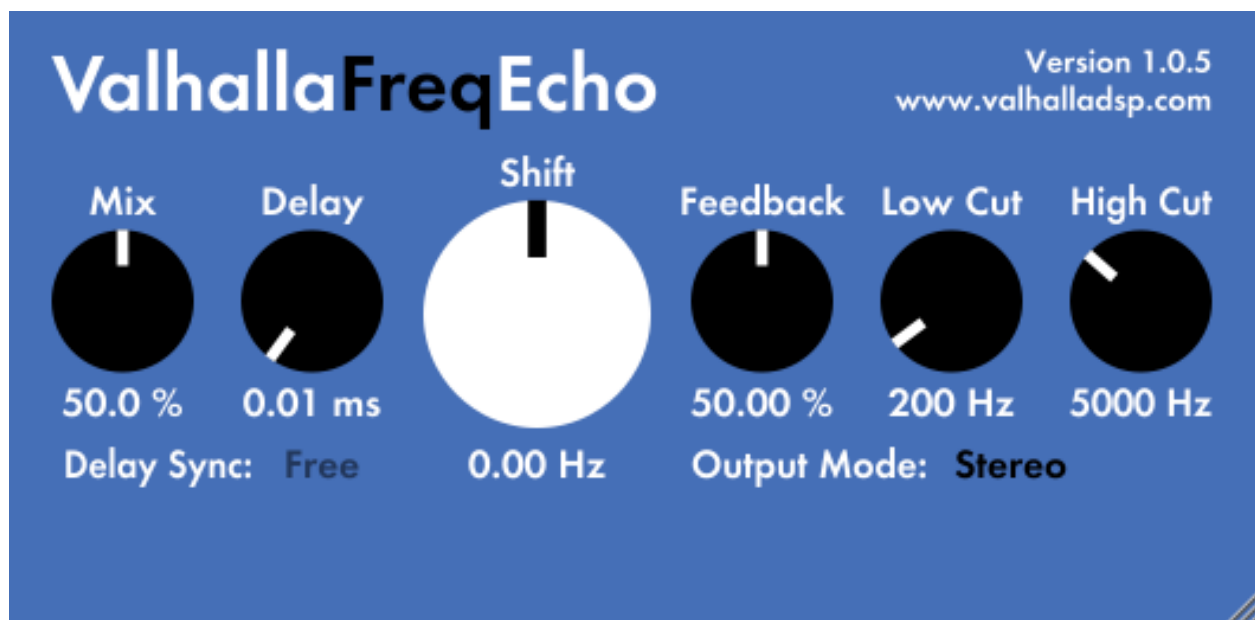 ValhallaFreqEcho
Version 1.0.5
www.valhalladsp.com
Mix Delay Shift Feedback Low Cut High Cut
50.0 % 0.01 ms 50.00 % 200 Hz 5000 Hz
Delay Sync: Free 0.00 Hz Output Mode: Stereo